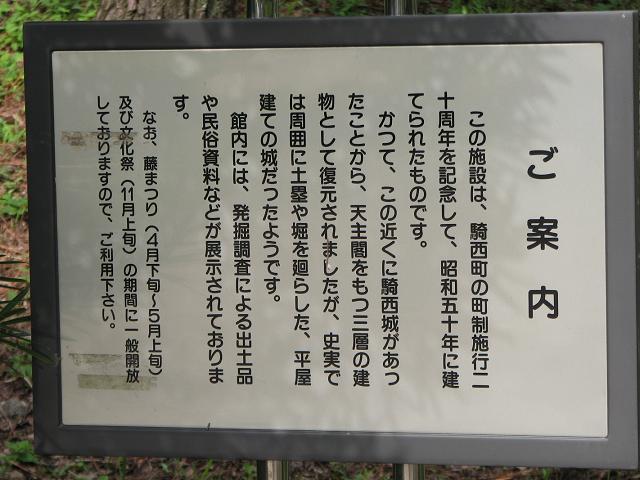 ご案内
この施設は、騎西町の町制施行二
十周年を記念して、昭和五十年に建
てられたものです。
かつて、この近くに騎西城があっ
たことから、天主閣をもつ三層の建
物として復元されましたが、史実で
は周囲に土塁や堀を廻らした、平屋
建ての城だったようです。
館内には、発掘調査による出土品
や民俗資料などが展示されておりま
す。
なお、藤まつり（４月下旬～５月上旬）
及び文化祭（11月上旬）の期間に一般開放
しておりますので、ご利用下さい。